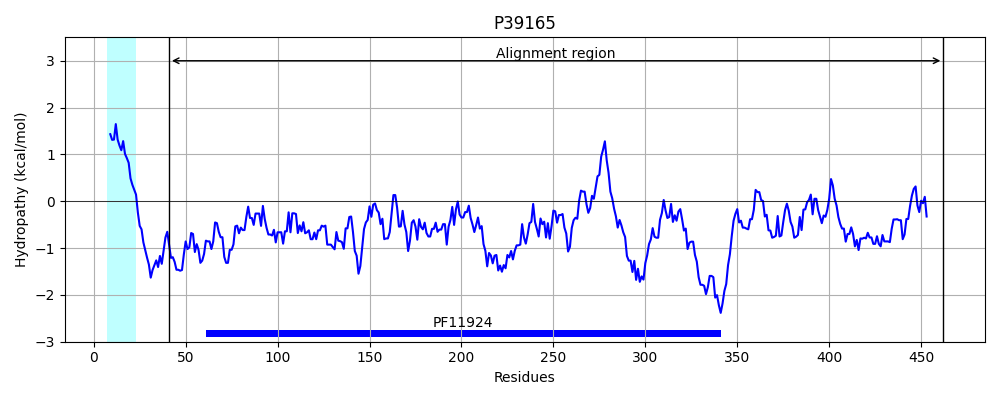 P39165
Alignment region
Hydropathy (kcal/mol)
3
2
1
0
−1
−2
−3
PF11924
0 50 100 150 200 250 300 350 400 450
Residues